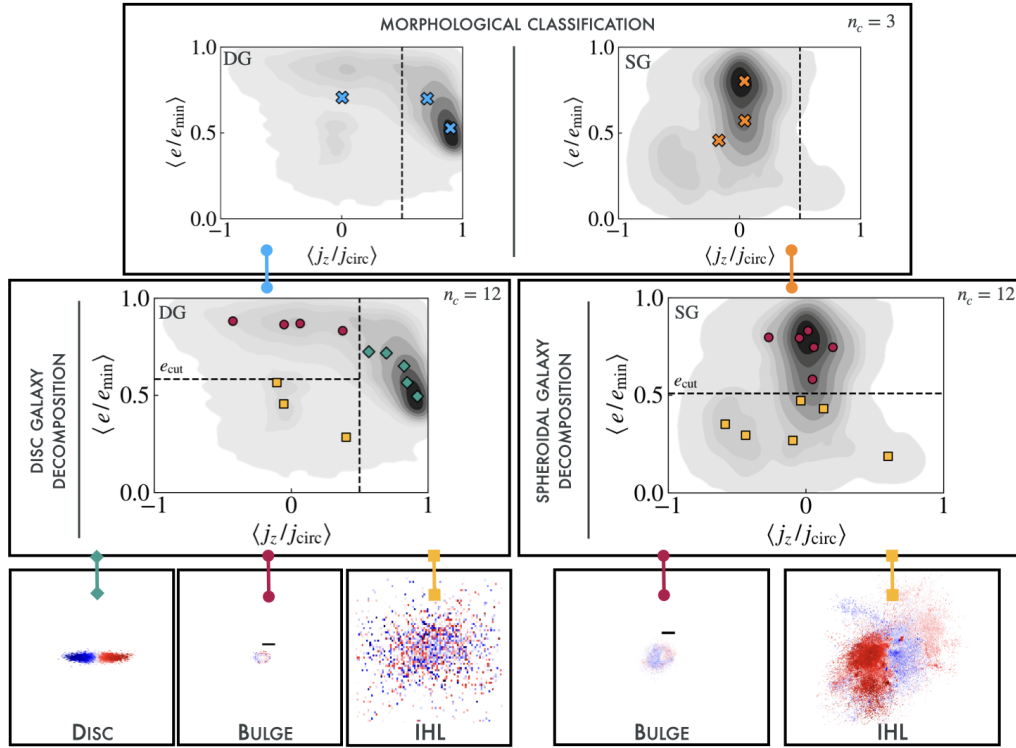 MORPHOLOGICAL CLASSIFICATION
n_c = 3
DG
⟨e/e_min⟩
1.0
0.5
0.0
−1
0
1
⟨j_z/j_circ⟩
SG
⟨e/e_min⟩
1.0
0.5
0.0
−1
0
1
⟨j_z/j_circ⟩
DISC GALAXY
DECOMPOSITION
n_c = 12
DG
⟨e/e_min⟩
1.0
0.5
0.0
e_cut
−1
0
1
⟨j_z/j_circ⟩
SPHEROIDAL GALAXY
DECOMPOSITION
n_c = 12
SG
⟨e/e_min⟩
1.0
0.5
0.0
e_cut
−1
0
1
⟨j_z/j_circ⟩
DISC
BULGE
IHL
BULGE
IHL